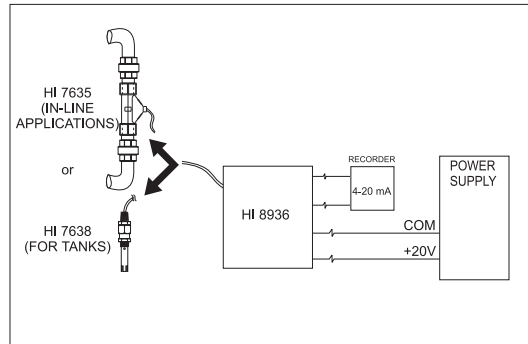 HI 7635
(IN-LINE
APPLICATIONS)
or
HI 7638
(FOR TANKS)
HI 8936
RECORDER
4-20 mA
POWER
SUPPLY
COM
+20V